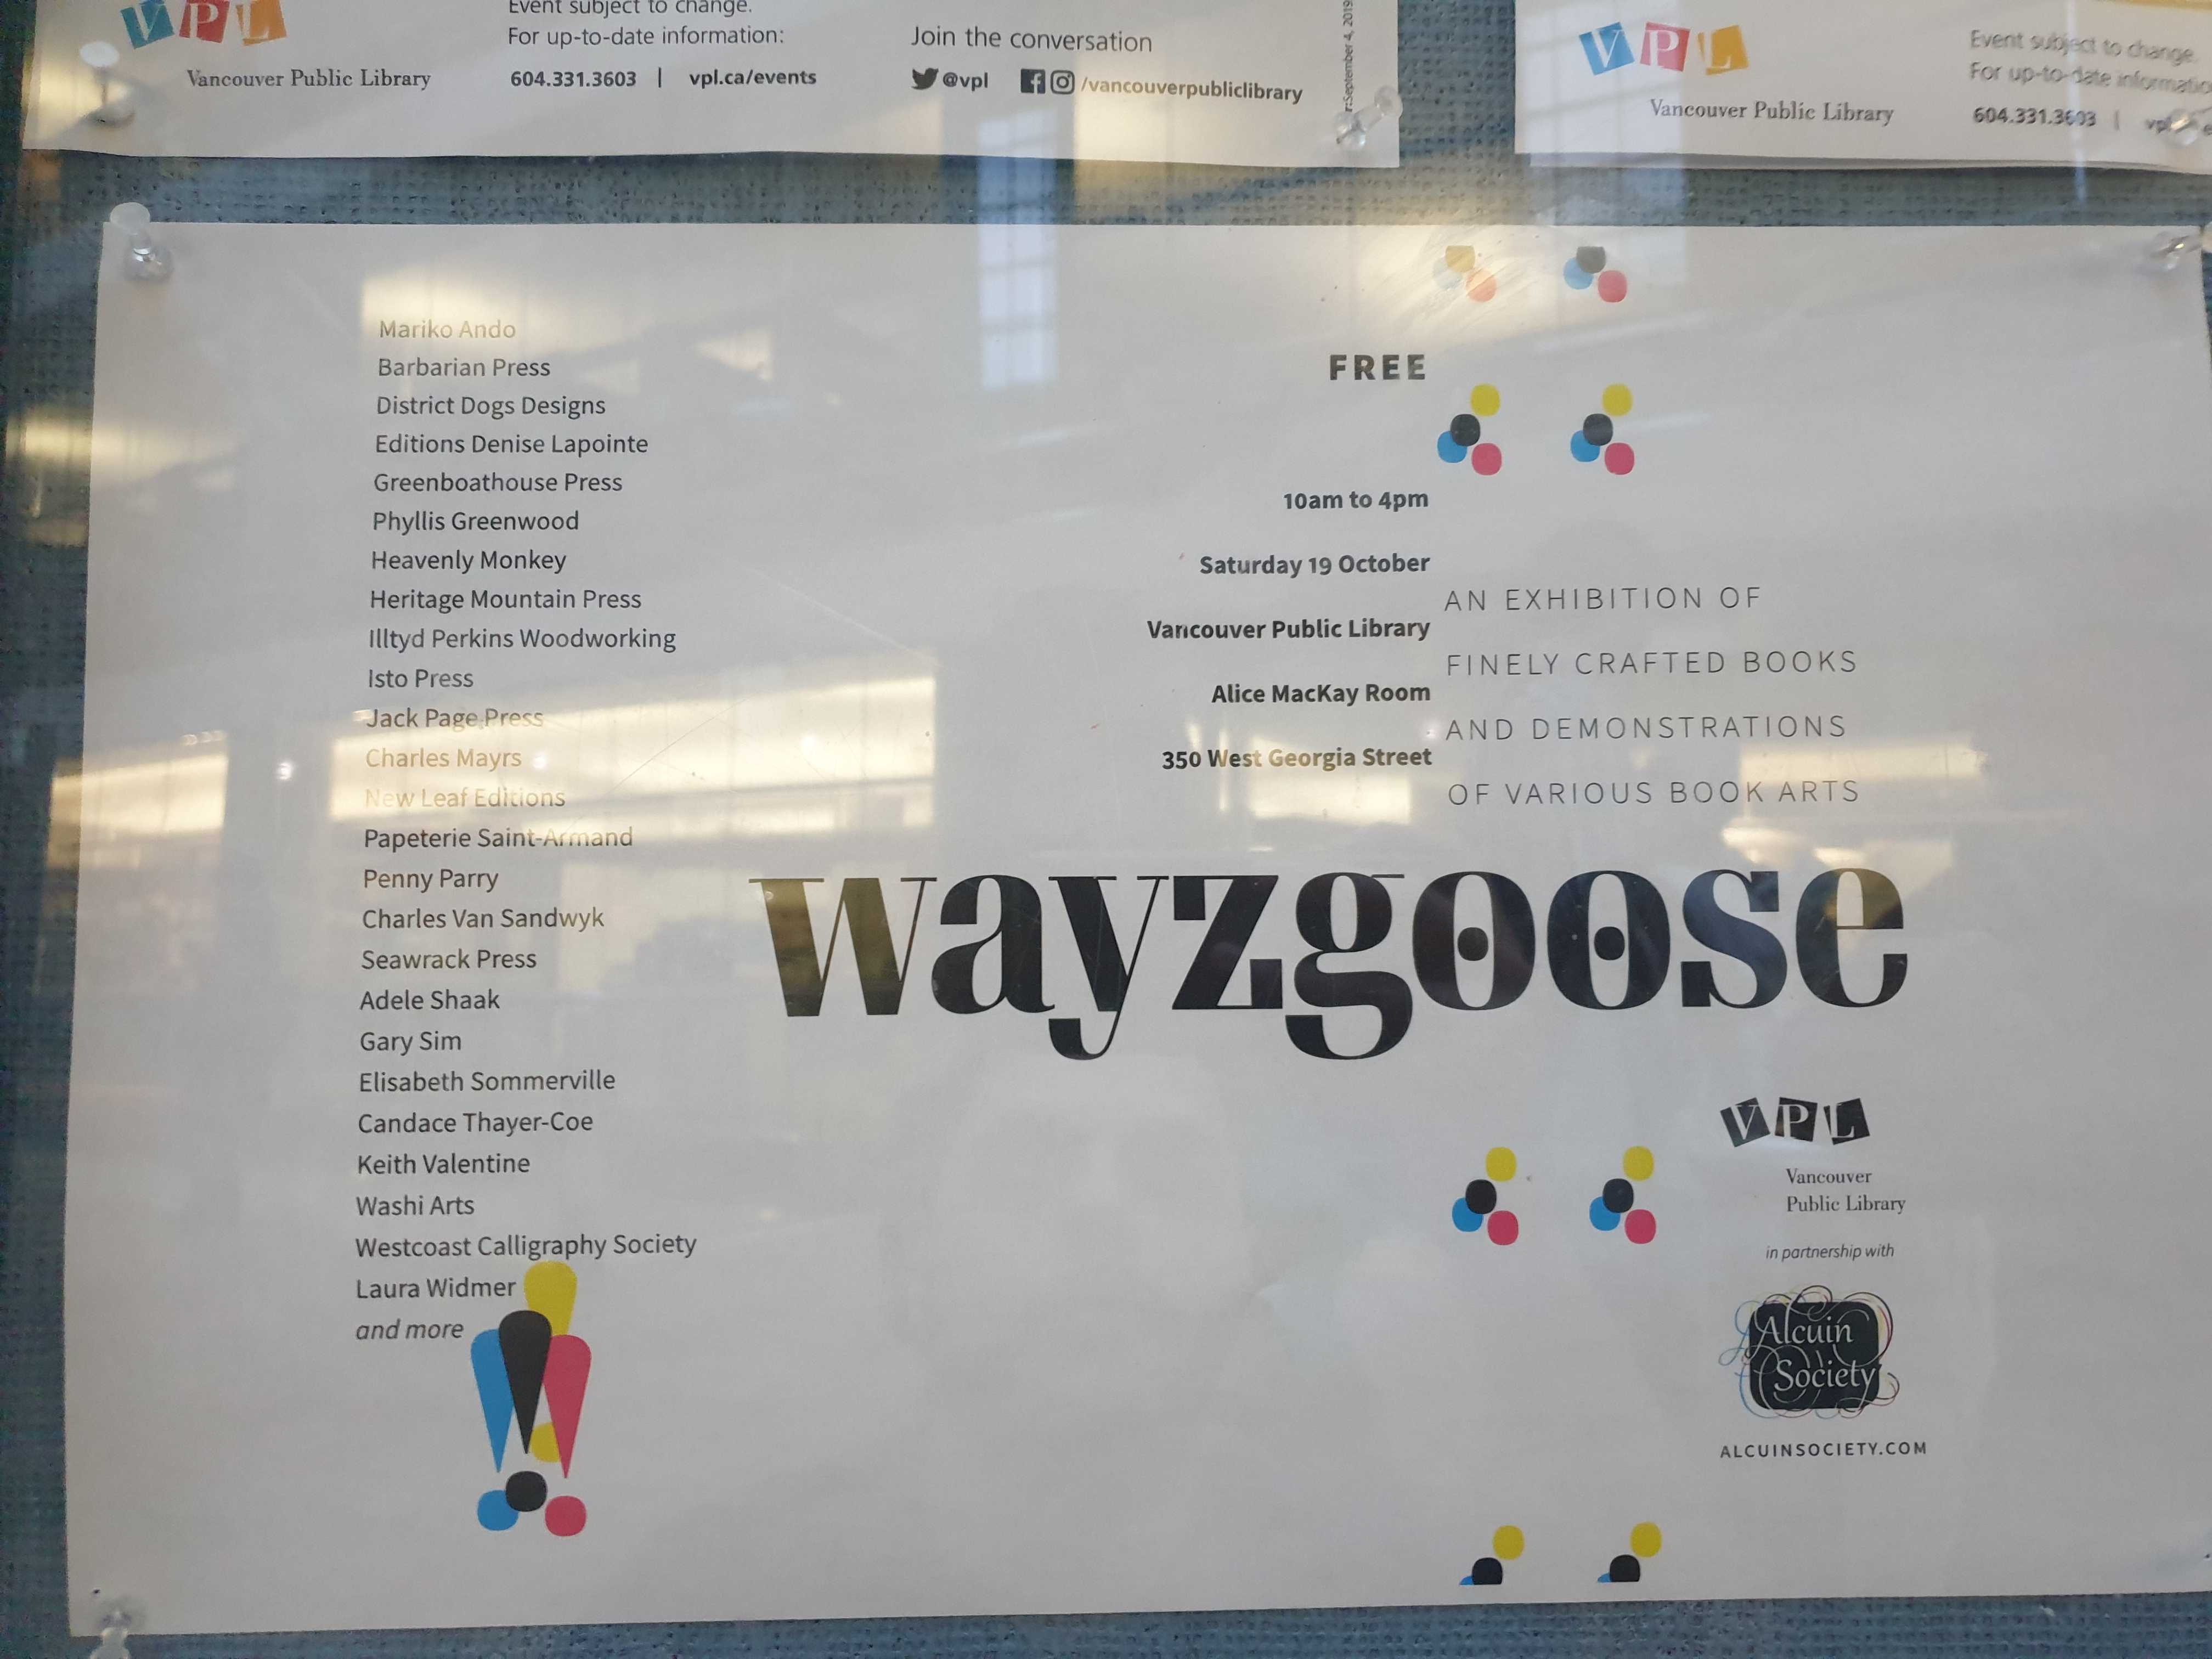 VPL
Vancouver Public Library
Event subject to change.
For up-to-date information:
604.331.3603 | vpl.ca/events
Join the conversation
@vpl /vancouverpubliclibrary
September 4, 2019
VPL
Vancouver Public Library
Event subject to change.
For up-to-date
604.331.3603 |
Mariko Ando
Barbarian Press
District Dogs Designs
Editions Denise Lapointe
Greenboathouse Press
Phyllis Greenwood
Heavenly Monkey
Heritage Mountain Press
Illtyd Perkins Woodworking
Isto Press
Jack Page Press
Charles Mayrs
New Leaf Editions
Papeterie Saint-Armand
Penny Parry
Charles Van Sandwyk
Seawrack Press
Adele Shaak
Gary Sim
Elisabeth Sommerville
Candace Thayer-Coe
Keith Valentine
Washi Arts
Westcoast Calligraphy Society
Laura Widmer
and more
FREE
10am to 4pm
Saturday 19 October
Vancouver Public Library
Alice MacKay Room
350 West Georgia Street
AN EXHIBITION OF
FINELY CRAFTED BOOKS
AND DEMONSTRATIONS
OF VARIOUS BOOK ARTS
wayzgoose
VPL
Vancouver
Public Library
in partnership with
Alcuin
Society
ALCUINSOCIETY.COM